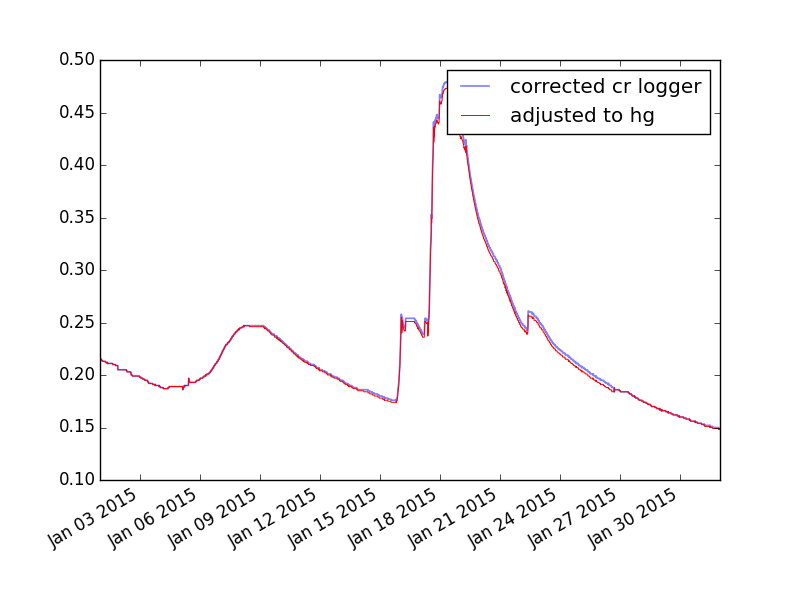 0.50
0.45
0.40
0.35
0.30
0.25
0.20
0.15
0.10
corrected cr logger
adjusted to hg
Jan 03 2015
Jan 06 2015
Jan 09 2015
Jan 12 2015
Jan 15 2015
Jan 18 2015
Jan 21 2015
Jan 24 2015
Jan 27 2015
Jan 30 2015